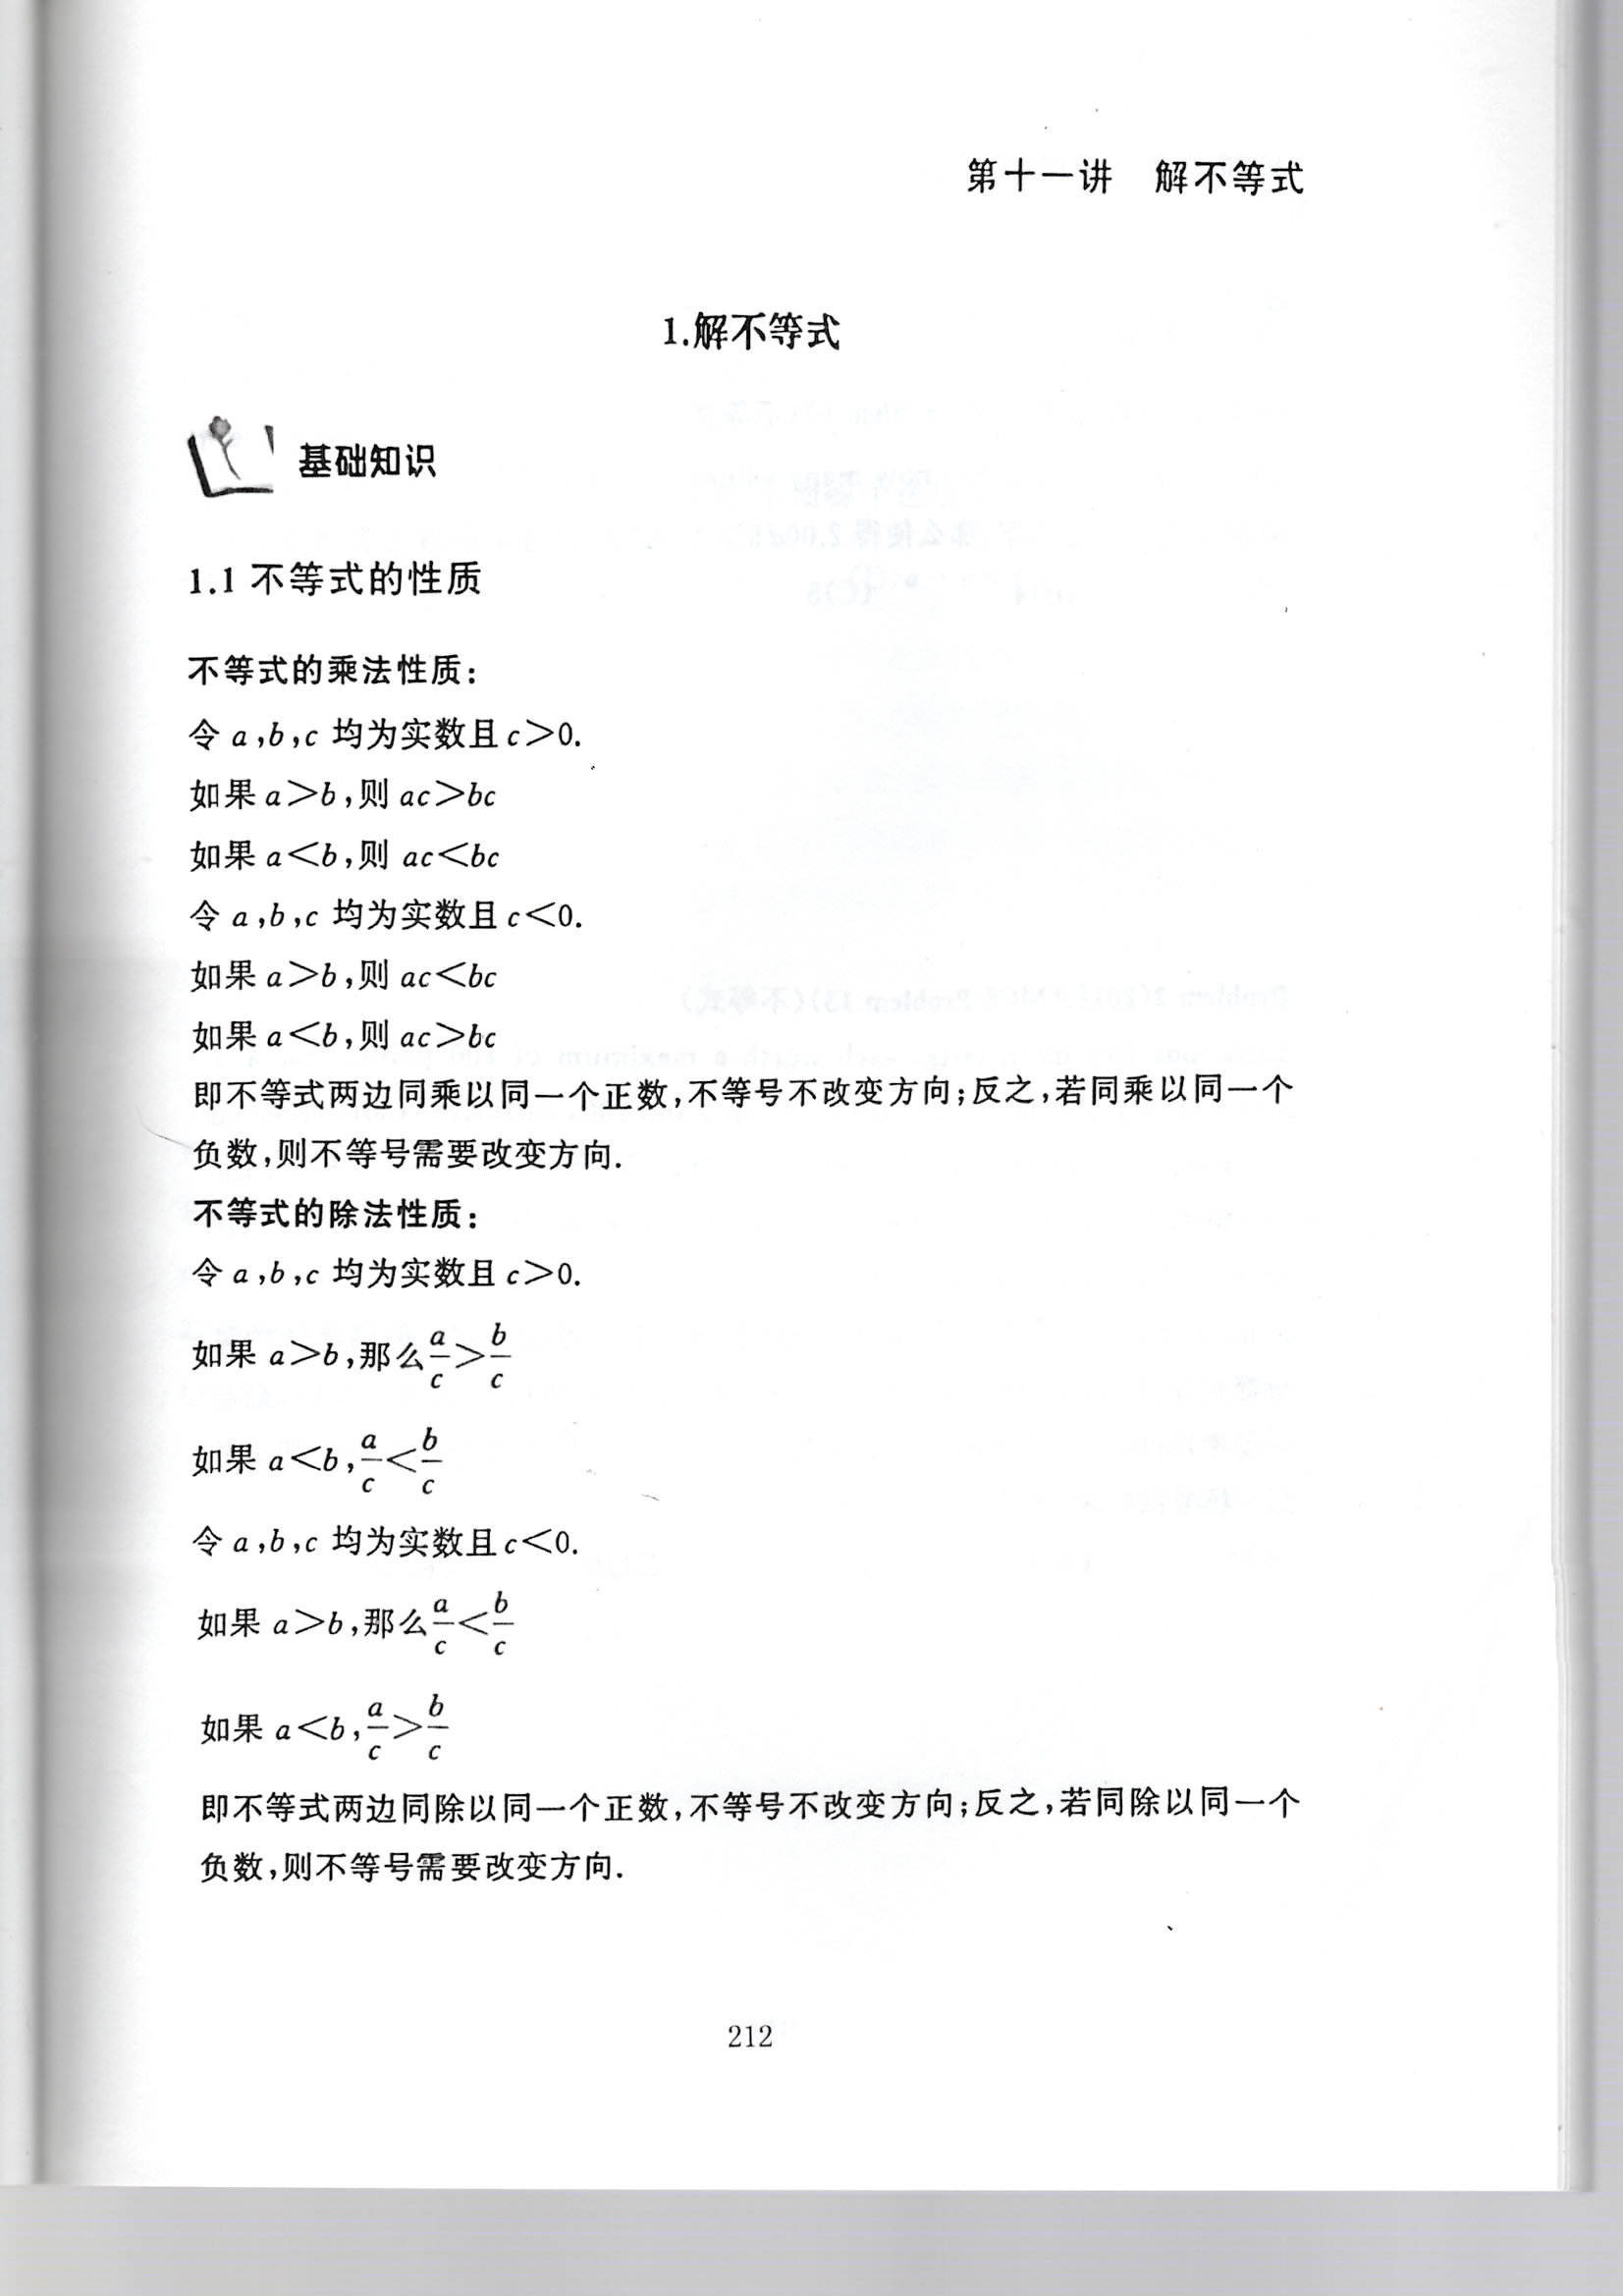 第十一讲 解不等式
1.解不等式
基础知识
1.1 不等式的性质
不等式的乘法性质:
令 a,b,c 均为实数且 c>0.
如果 a>b,则 ac>bc
如果 a<b,则 ac<bc
令 a,b,c 均为实数且 c<0.
如果 a>b,则 ac<bc
如果 a<b,则 ac>bc
即不等式两边同乘以同一个正数,不等号不改变方向;反之,若同乘以同一个
负数,则不等号需要改变方向.
不等式的除法性质:
令 a,b,c 均为实数且 c>0.
如果 a>b,那么 a/c > b/c
如果 a<b, a/c < b/c
令 a,b,c 均为实数且 c<0.
如果 a>b,那么 a/c < b/c
如果 a<b, a/c > b/c
即不等式两边同除以同一个正数,不等号不改变方向;反之,若同除以同一个
负数,则不等号需要改变方向.
212